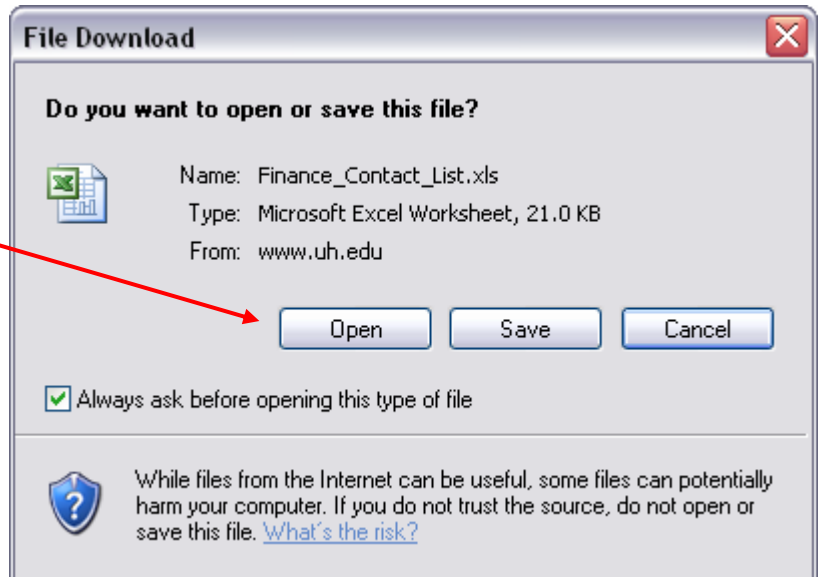 File Download
Do you want to open or save this file?
Name: Finance_Contact_List.xls
Type: Microsoft Excel Worksheet, 21.0 KB
From: www.uh.edu
Open Save Cancel
Always ask before opening this type of file
While files from the Internet can be useful, some files can potentially
harm your computer. If you do not trust the source, do not open or
save this file. What's the risk?